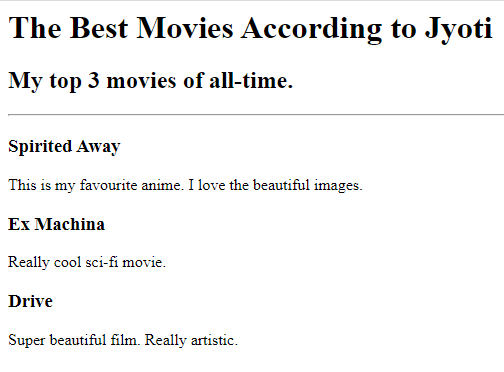 The Best Movies According to Jyoti
My top 3 movies of all-time.
Spirited Away
This is my favourite anime. I love the beautiful images.
Ex Machina
Really cool sci-fi movie.
Drive
Super beautiful film. Really artistic.